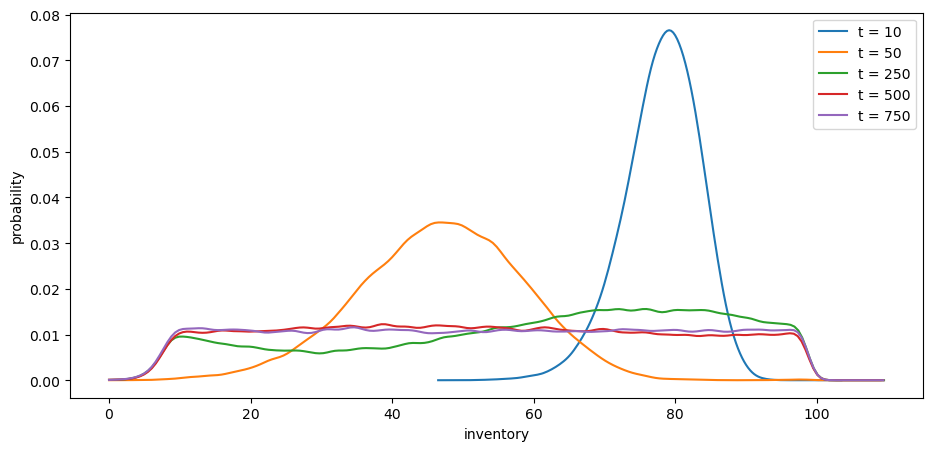 0.08
0.07
0.06
0.05
0.04
0.03
0.02
0.01
0.00
probability
0
20
40
60
80
100
inventory
t = 10
t = 50
t = 250
t = 500
t = 750